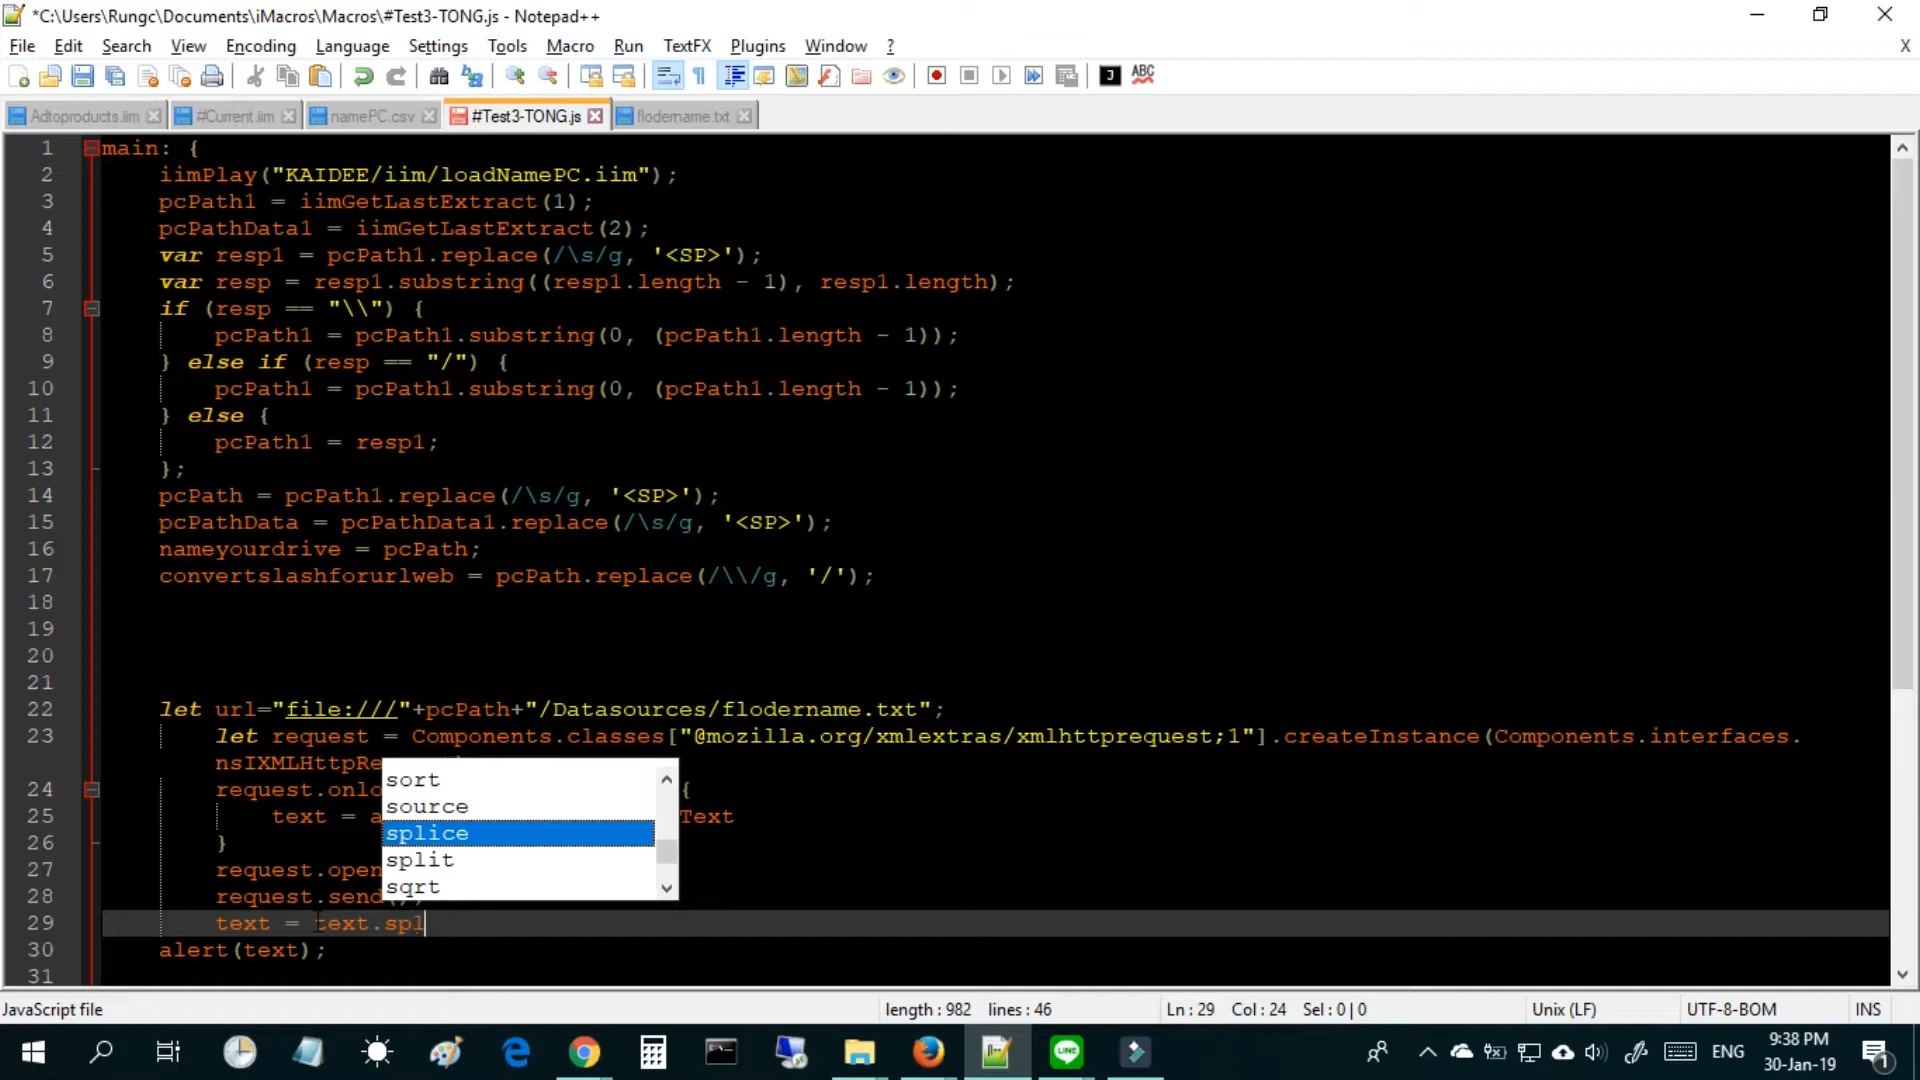 *C:\Users\Rungc\Documents\iMacros\Macros\#Test3-TONG.js - Notepad++
File Edit Search View Encoding Language Settings Tools Macro Run TextFX Plugins Window ? X
J ABC
Adtoproducts.iim #Current.iim namePC.csv #Test3-TONG.js flodername.txt
1 main: {
2 iimPlay("KAIDEE/iim/loadNamePC.iim");
3 pcPath1 = iimGetLastExtract(1);
4 pcPathData1 = iimGetLastExtract(2);
5 var resp1 = pcPath1.replace(/\s/g, '<SP>');
6 var resp = resp1.substring((resp1.length - 1), resp1.length);
7 if (resp == "\\") {
8 pcPath1 = pcPath1.substring(0, (pcPath1.length - 1));
9 } else if (resp == "/") {
10 pcPath1 = pcPath1.substring(0, (pcPath1.length - 1));
11 } else {
12 pcPath1 = resp1;
13 };
14 pcPath = pcPath1.replace(/\s/g, '<SP>');
15 pcPathData = pcPathData1.replace(/\s/g, '<SP>');
16 nameyourdrive = pcPath;
17 convertslashforurlweb = pcPath.replace(/\\/g, '/');
18
19
20
21
22 let url="file:///"+pcPath+"/Datasources/flodername.txt";
23 let request = Components.classes["@mozilla.org/xmlextras/xmlhttprequest;1"].createInstance(Components.interfaces.
nsIXMLHttpRe
24 request.onlo {
25 text = a Text
26 }
27 request.open
28 request.send();
29 text = text.spl
30 alert(text);
31
sort
source
splice
split
sqrt
JavaScript file length : 982 lines : 46 Ln : 29 Col : 24 Sel : 0 | 0 Unix (LF) UTF-8-BOM INS
LINE ENG 9:38 PM
30-Jan-19 1